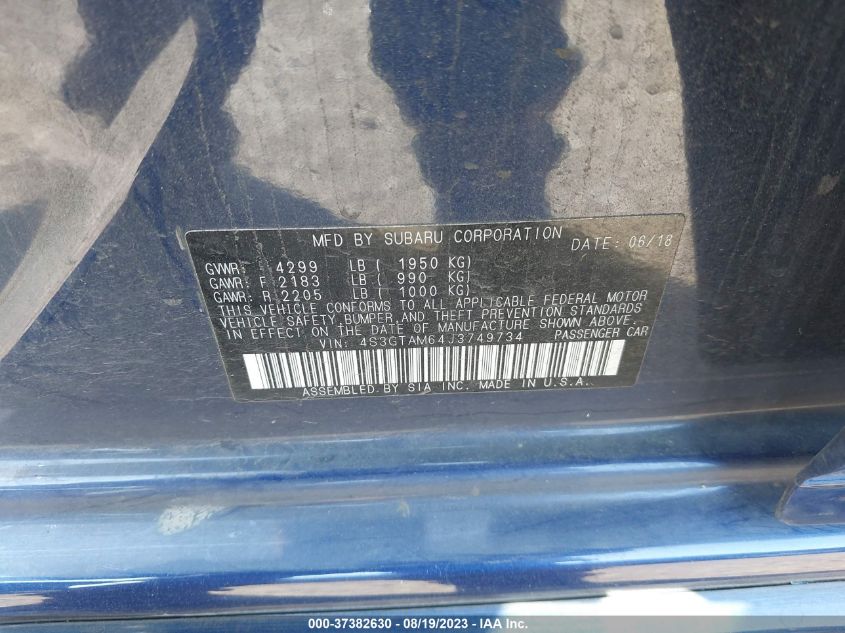 MFD BY SUBARU CORPORATION DATE: 06/18
GVWR: 4299 LB ( 1950 KG)
GAWR: F 2183 LB ( 990 KG)
GAWR: R 2205 LB ( 1000 KG)
THIS VEHICLE CONFORMS TO ALL APPLICABLE FEDERAL MOTOR
VEHICLE SAFETY, BUMPER, AND THEFT PREVENTION STANDARDS
IN EFFECT ON THE DATE OF MANUFACTURE SHOWN ABOVE.
VIN: 4S3GTAM64J3749734 PASSENGER CAR
ASSEMBLED BY SIA INC. MADE IN U.S.A.
000-37382630 - 08/19/2023 - IAA Inc.